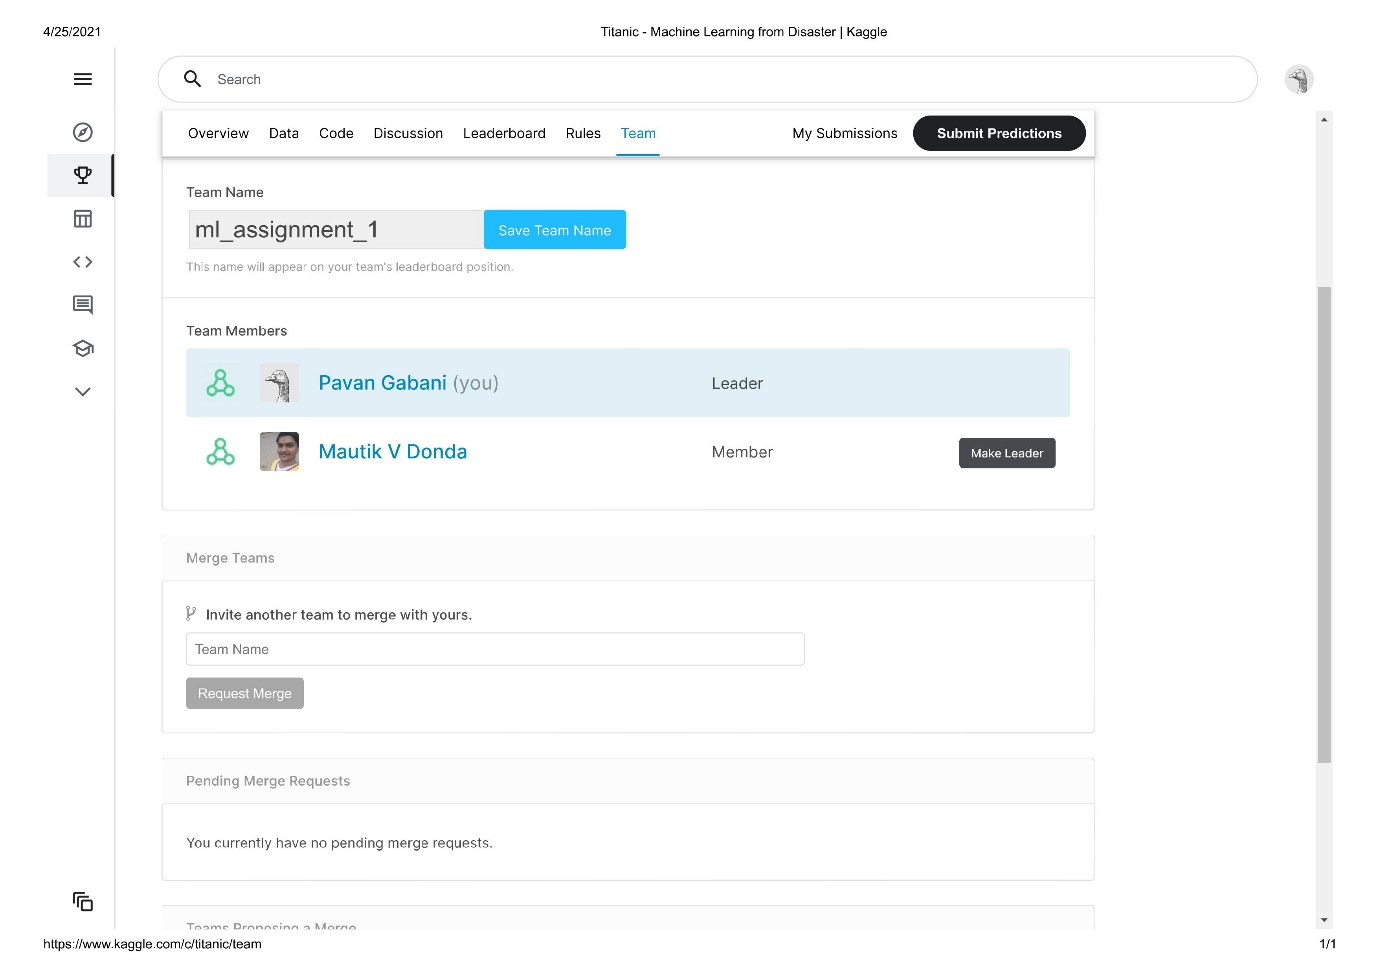 4/25/2021 Titanic - Machine Learning from Disaster | Kaggle
Search
Overview Data Code Discussion Leaderboard Rules Team My Submissions Submit Predictions
Team Name
ml_assignment_1 Save Team Name
This name will appear on your team's leaderboard position.
Team Members
Pavan Gabani (you) Leader
Mautik V Donda Member Make Leader
Merge Teams
Invite another team to merge with yours.
Team Name
Request Merge
Pending Merge Requests
You currently have no pending merge requests.
Teams Proposing a Merge
https://www.kaggle.com/c/titanic/team 1/1